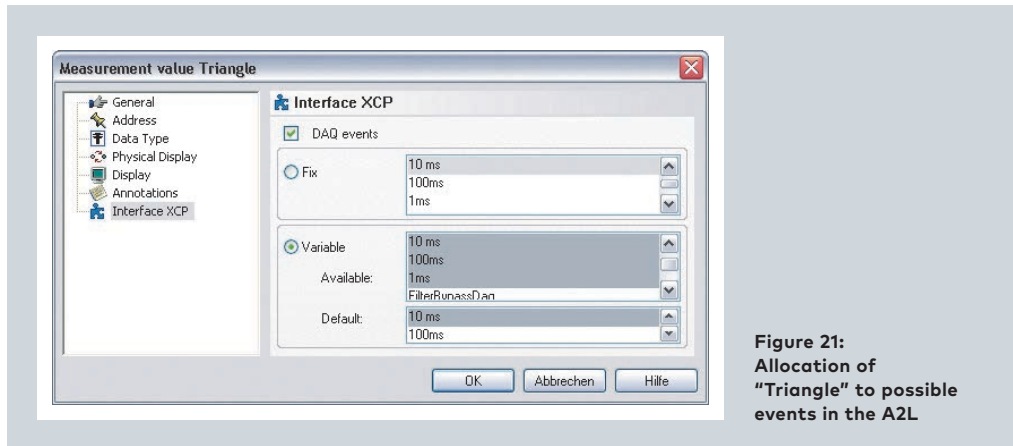 Measurement value Triangle
General
Address
Data Type
Physical Display
Display
Annotations
Interface XCP
Interface XCP
DAQ events
Fix
10 ms
100ms
1ms
Variable
Available:
10 ms
100ms
1ms
FilterBypassDaq
Default:
10 ms
100ms
OK
Abbrechen
Hilfe
Figure 21:
Allocation of
“Triangle” to possible
events in the A2L